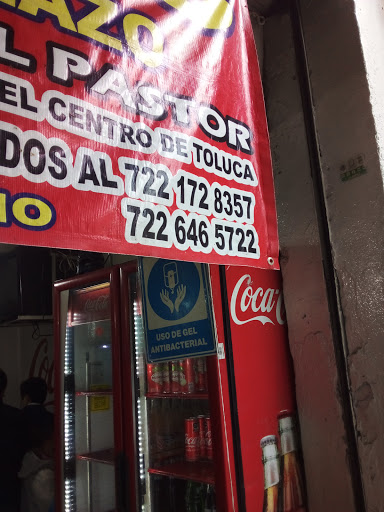 AZO
L PASTOR
EL CENTRO DE TOLUCA
DOS AL 722 172 8357
IO 722 646 5722
USO DE GEL
ANTIBACTERIAL
Coca-C